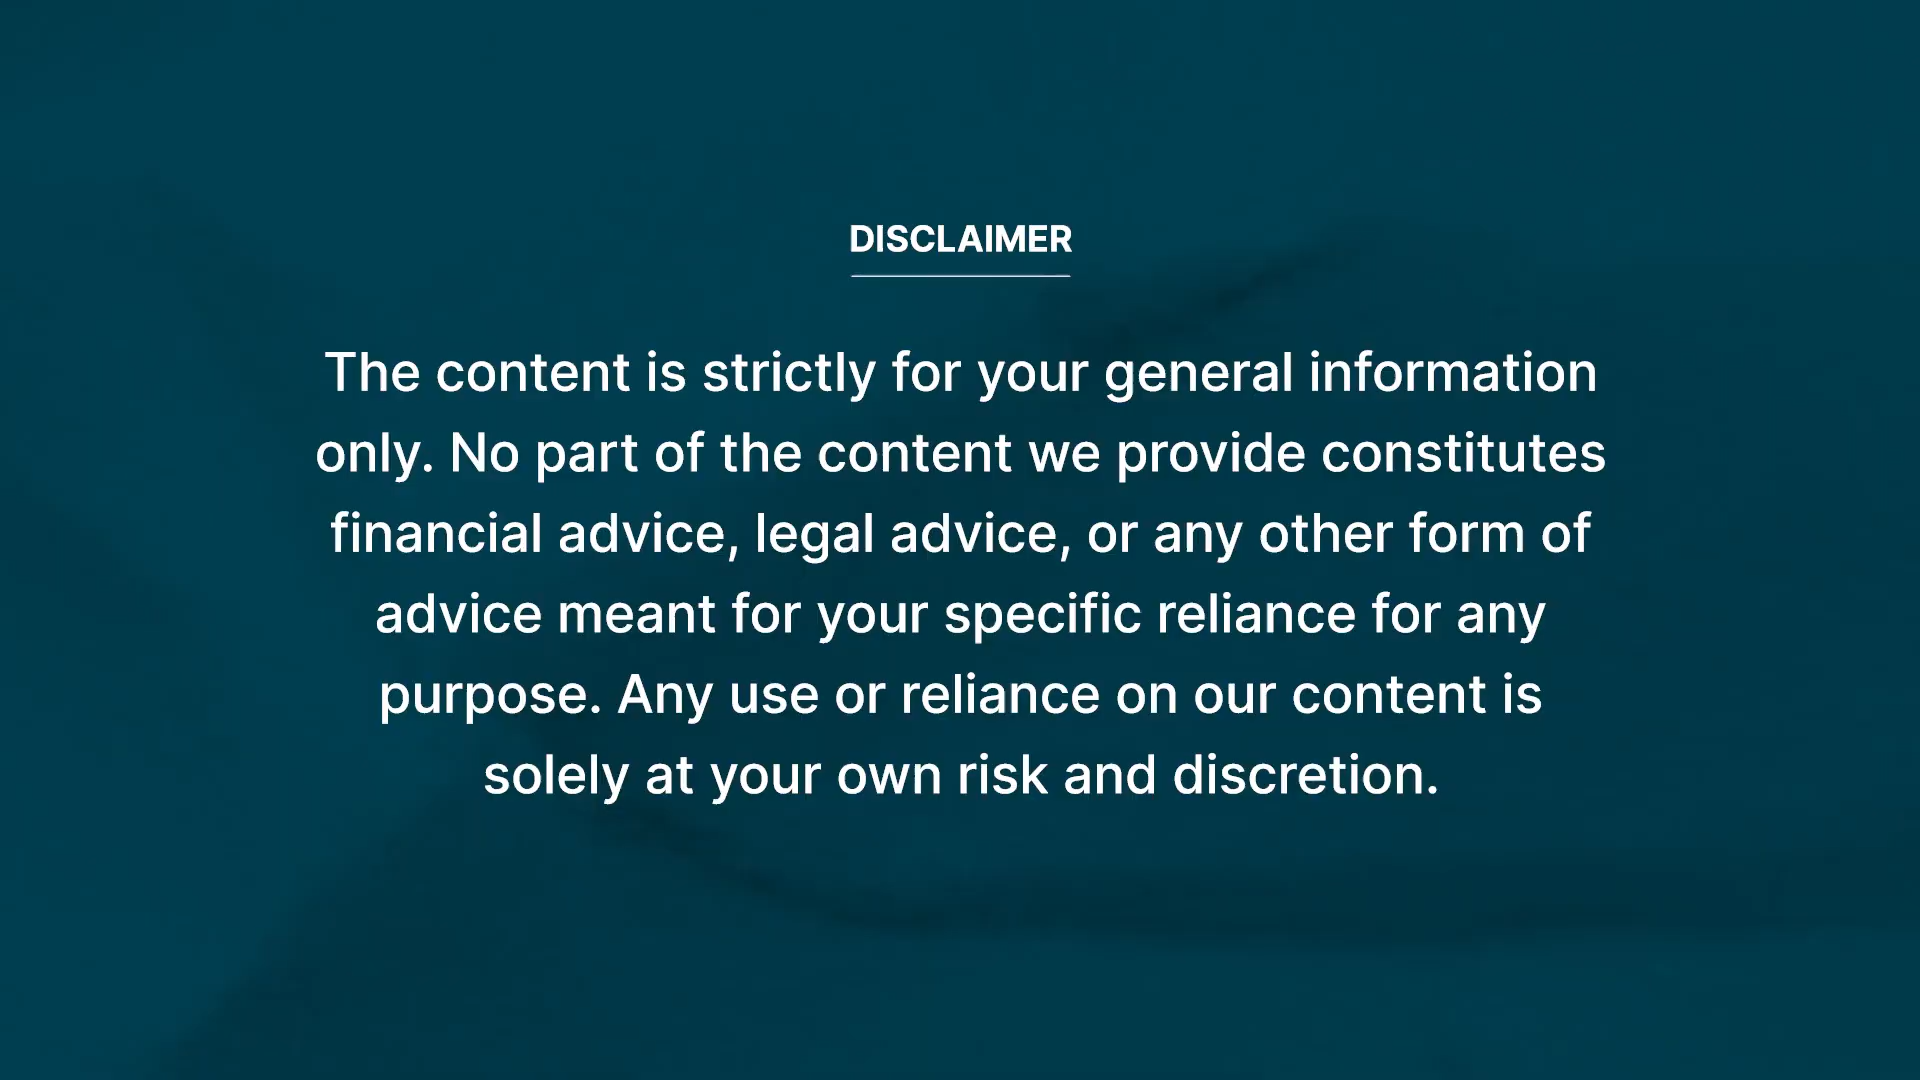 DISCLAIMER
The content is strictly for your general information
only. No part of the content we provide constitutes
financial advice, legal advice, or any other form of
advice meant for your specific reliance for any
purpose. Any use or reliance on our content is
solely at your own risk and discretion.